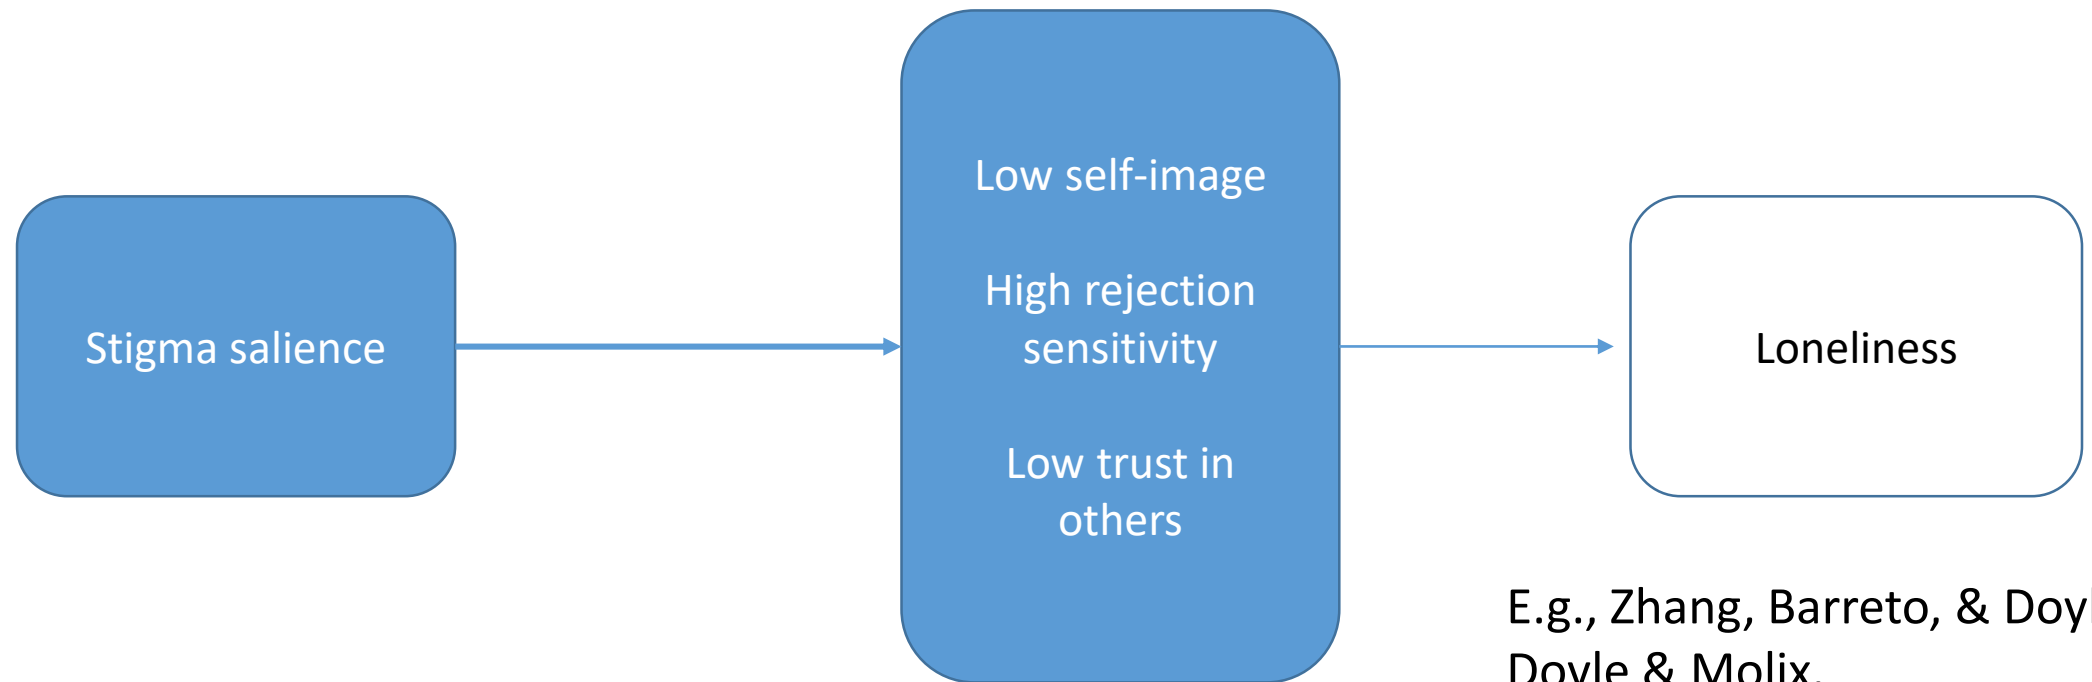 Stigma salience
Low self-image
High rejection
sensitivity
Low trust in
others
Loneliness
E.g., Zhang, Barreto, &
Doyle & Molix,